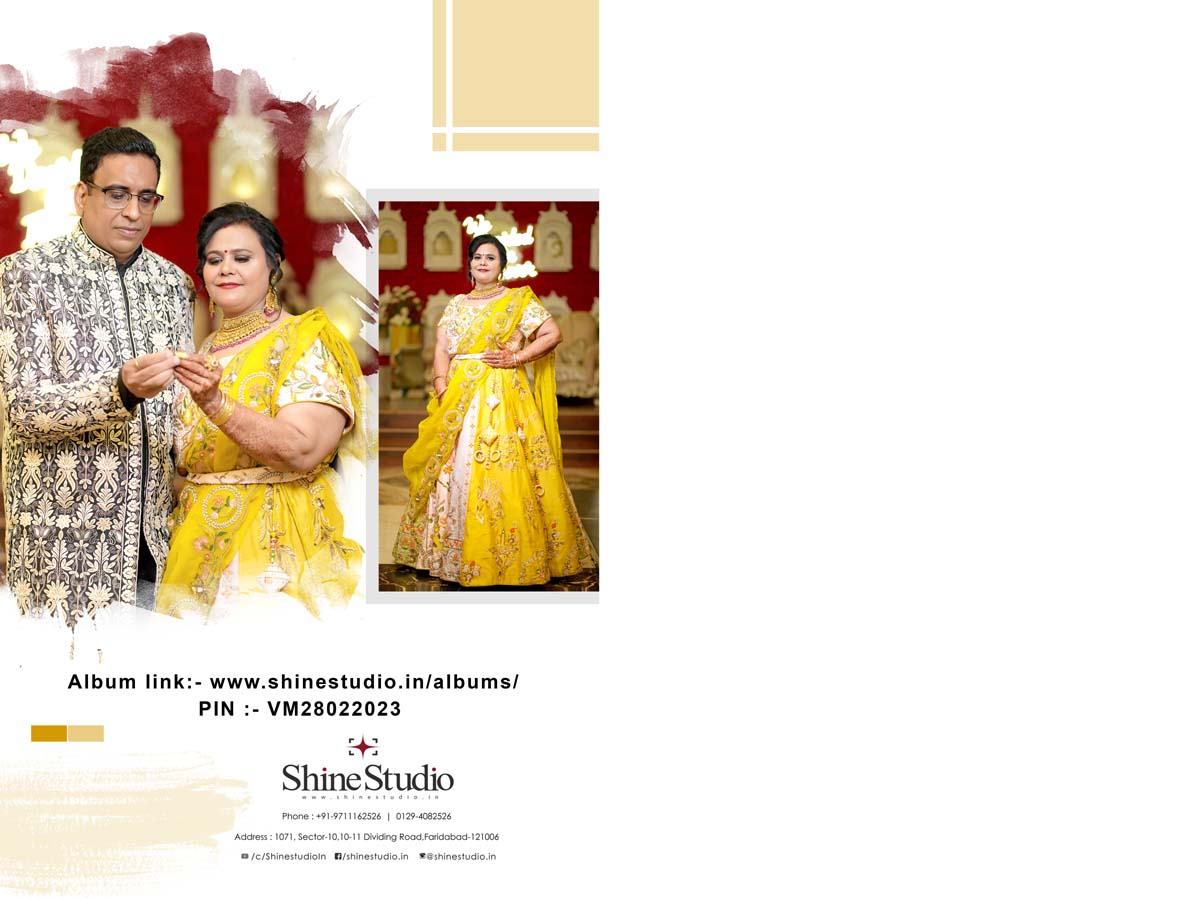 Album link:- www.shinestudio.in/albums/
PIN :- VM28022023
Shine Studio
www.shinestudio.in
Phone : +91-9711162526 | 0129-4082526
Address : 1071, Sector-10,10-11 Dividing Road,Faridabad-121006
/c/ShinestudioIn /shinestudio.in @shinestudio.in